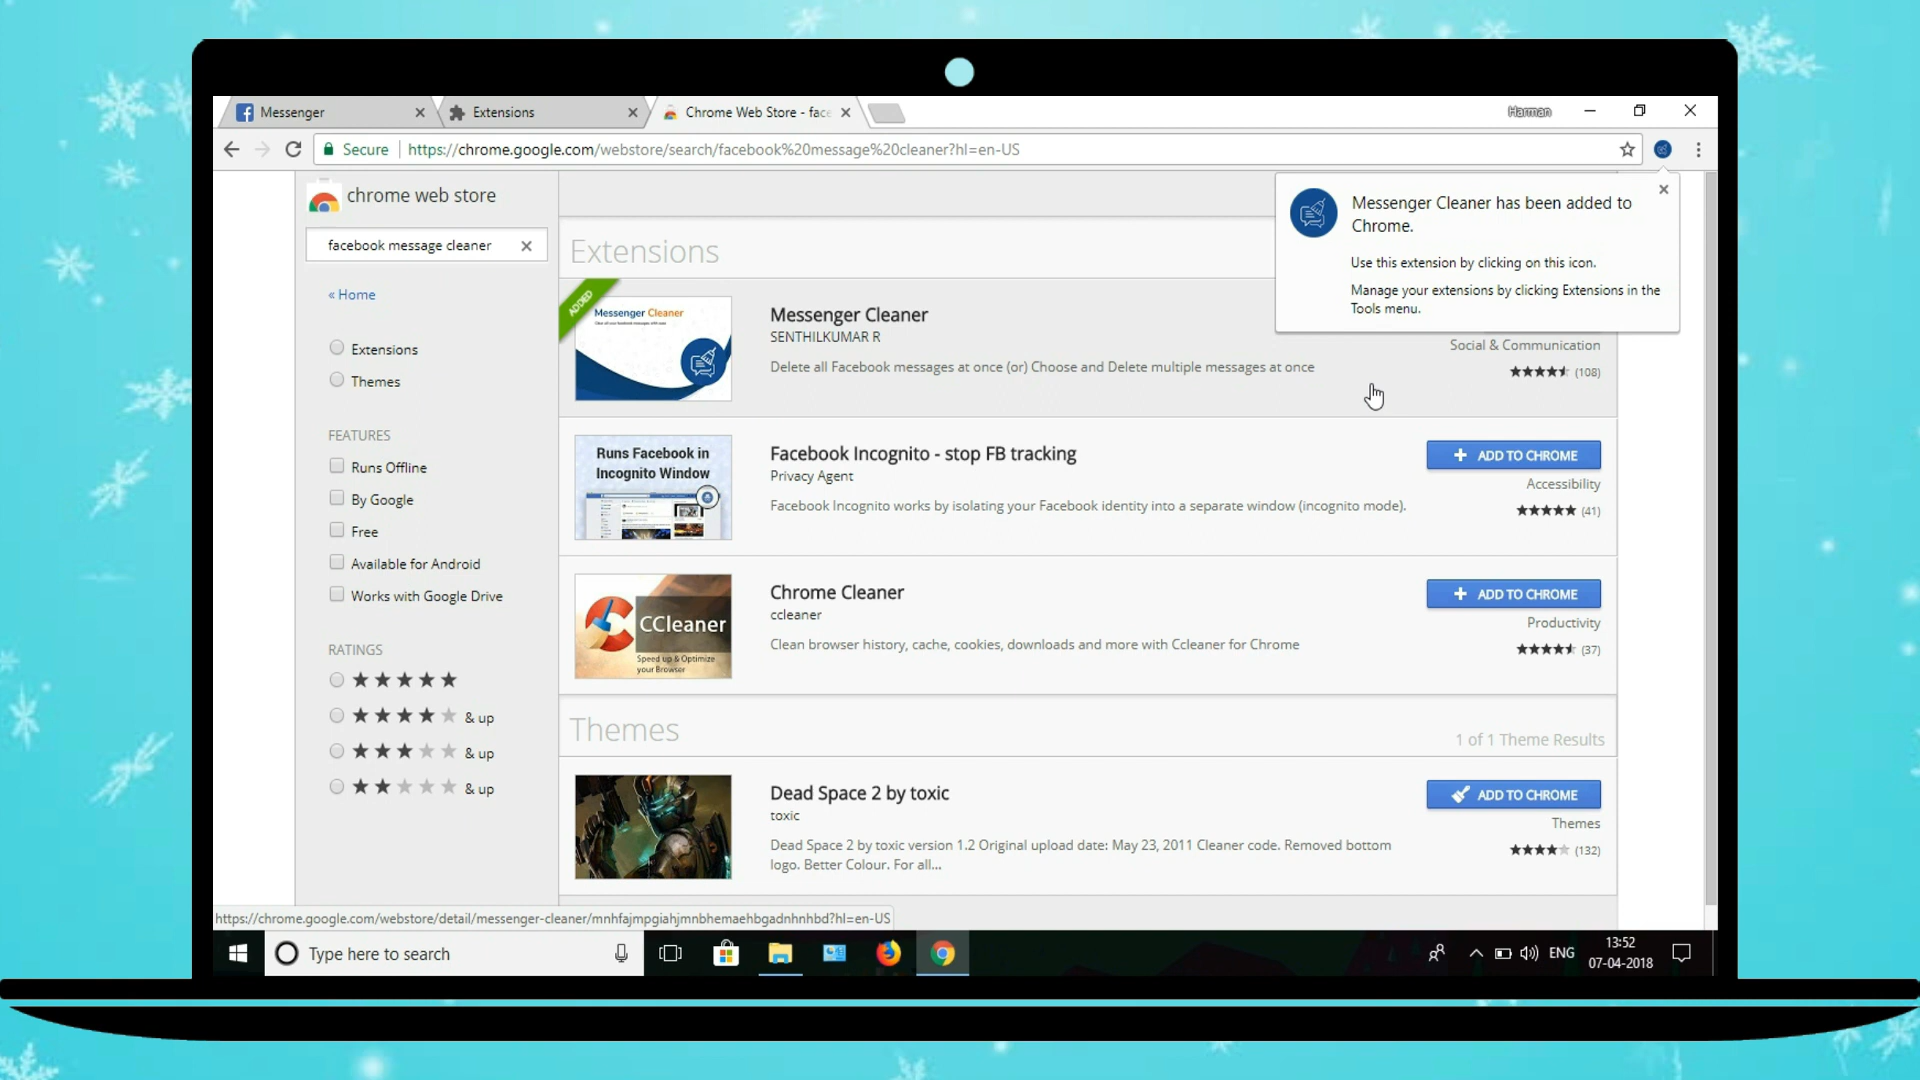 Messenger
Extensions
Chrome Web Store - face
Harman
Secure
https://chrome.google.com/webstore/search/facebook%20message%20cleaner?hl=en-US
chrome web store
facebook message cleaner
« Home
Extensions
Themes
FEATURES
Runs Offline
By Google
Free
Available for Android
Works with Google Drive
RATINGS
& up
& up
& up
Messenger Cleaner has been added to
Chrome.
Use this extension by clicking on this icon.
Manage your extensions by clicking Extensions in the
Tools menu.
Extensions
ADDED
Messenger Cleaner
Clear all your facebook messages with ease
Messenger Cleaner
SENTHILKUMAR R
Delete all Facebook messages at once (or) Choose and Delete multiple messages at once
Social & Communication
(108)
Runs Facebook in
Incognito Window
Facebook Incognito - stop FB tracking
Privacy Agent
Facebook Incognito works by isolating your Facebook identity into a separate window (incognito mode).
ADD TO CHROME
Accessibility
(41)
CCleaner
Speed up & Optimize
your Browser
Chrome Cleaner
ccleaner
Clean browser history, cache, cookies, downloads and more with Ccleaner for Chrome
ADD TO CHROME
Productivity
(37)
Themes
1 of 1 Theme Results
Dead Space 2 by toxic
toxic
Dead Space 2 by toxic version 1.2 Original upload date: May 23, 2011 Cleaner code. Removed bottom
logo. Better Colour. For all...
ADD TO CHROME
Themes
(132)
https://chrome.google.com/webstore/detail/messenger-cleaner/mnhfajmpgiahjmnbhemaehbgadnhnhbd?hl=en-US
Type here to search
ENG
13:52
07-04-2018